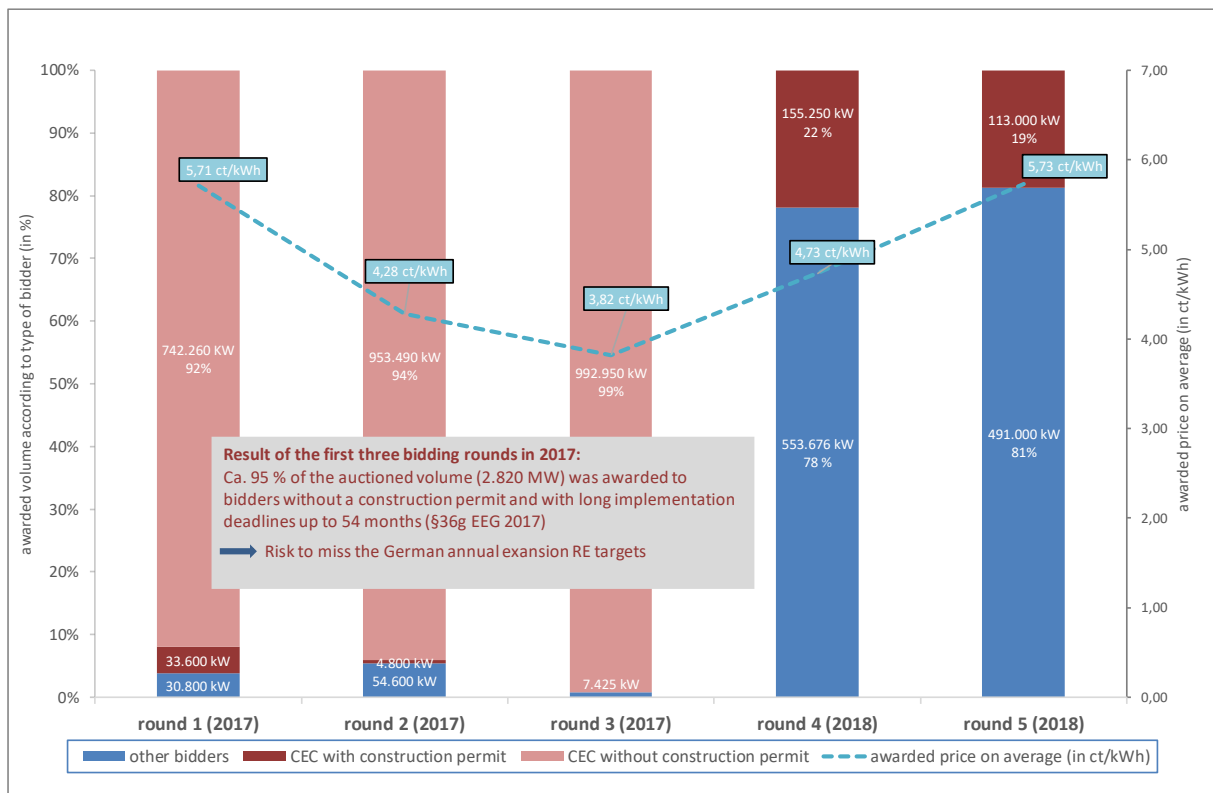 100%
90%
80%
70%
60%
50%
40%
30%
20%
10%
0%
awarded volume according to type of bidder (in %)
7,00
6,00
5,00
4,00
3,00
2,00
1,00
0,00
awarded price on average (in ct/kWh)
5,71 ct/kWh
4,28 ct/kWh
3,82 ct/kWh
4,73 ct/kWh
5,73 ct/kWh
742.260 KW
92%
33.600 kW
30.800 kW
953.490 kW
94%
4.800 kW
54.600 kW
992.950 kW
99%
7.425 kW
155.250 kW
22 %
553.676 kW
78 %
113.000 kW
19%
491.000 kW
81%
Result of the first three bidding rounds in 2017:
Ca. 95 % of the auctioned volume (2.820 MW) was awarded to
bidders without a construction permit and with long implementation
deadlines up to 54 months (§36g EEG 2017)
Risk to miss the German annual exansion RE targets
round 1 (2017)
round 2 (2017)
round 3 (2017)
round 4 (2018)
round 5 (2018)
other bidders
CEC with construction permit
CEC without construction permit
awarded price on average (in ct/kWh)